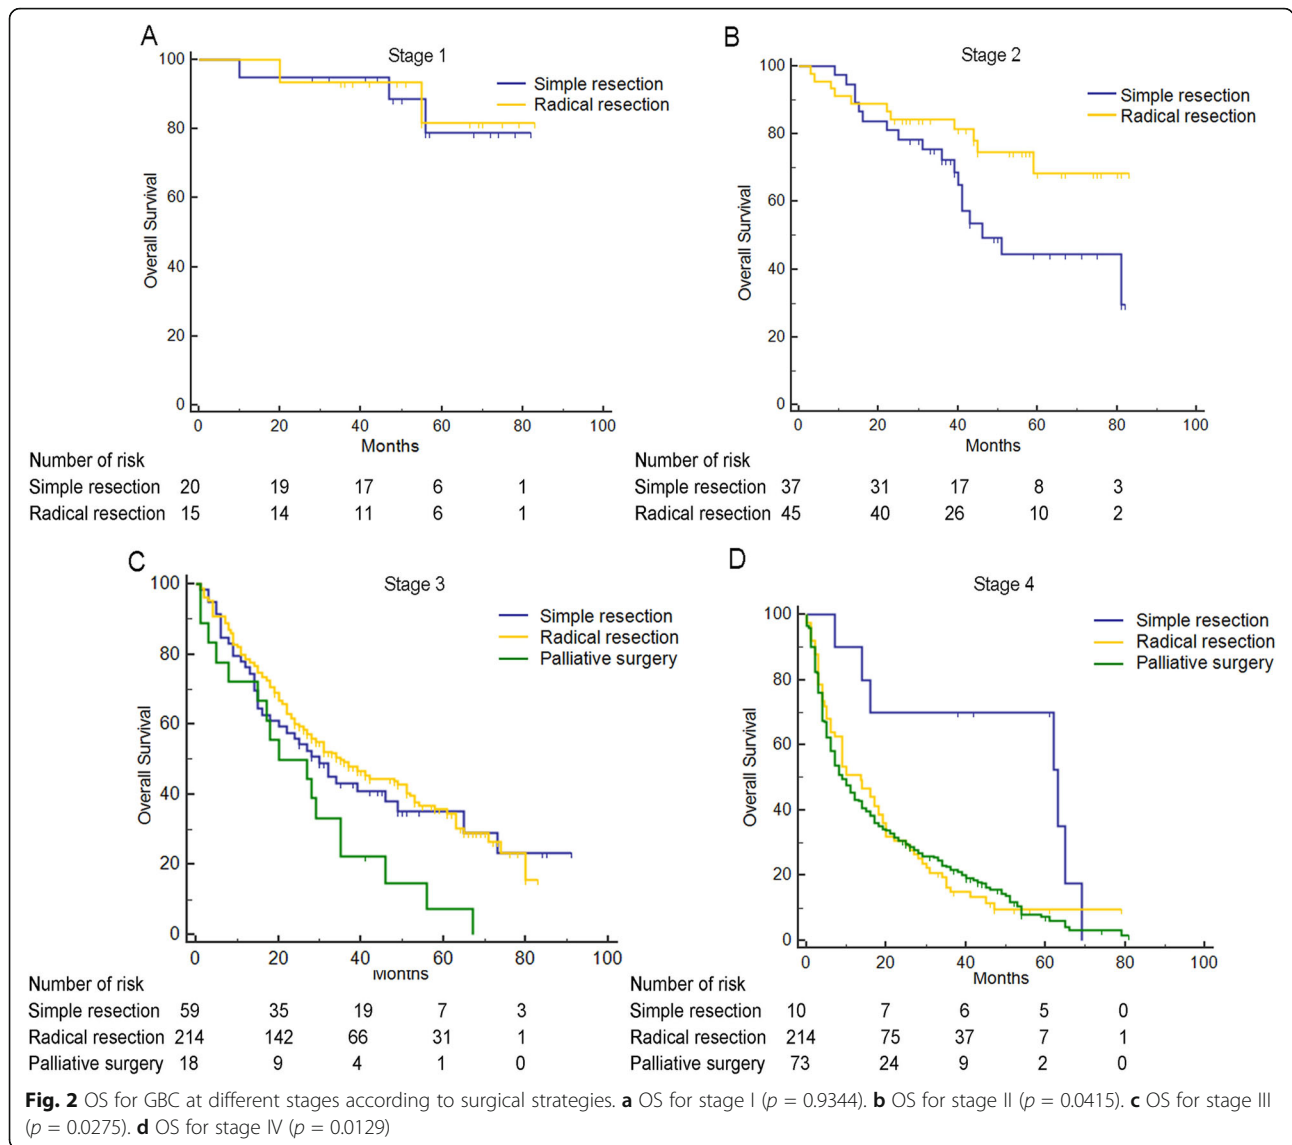 A
Stage 1
100
80
60
40
20
0
Overall Survival
Simple resection
Radical resection
0 20 40 60 80 100
Months
Number of risk
Simple resection 20 19 17 6 1
Radical resection 15 14 11 6 1
B
Stage 2
100
80
60
40
20
0
Overall Survival
Simple resection
Radical resection
0 20 40 60 80 100
Months
Number of risk
Simple resection 37 31 17 8 3
Radical resection 45 40 26 10 2
C
Stage 3
100
80
60
40
20
0
Overall Survival
Simple resection
Radical resection
Palliative surgery
0 20 40 60 80 100
Months
Number of risk
Simple resection 59 35 19 7 3
Radical resection 214 142 66 31 1
Palliative surgery 18 9 4 1 0
D
Stage 4
100
80
60
40
20
0
Overall Survival
Simple resection
Radical resection
Palliative surgery
0 20 40 60 80 100
Months
Number of risk
Simple resection 10 7 6 5 0
Radical resection 214 75 37 7 1
Palliative surgery 73 24 9 2 0
Fig. 2 OS for GBC at different stages according to surgical strategies. a OS for stage I (p = 0.9344). b OS for stage II (p = 0.0415). c OS for stage III
(p = 0.0275). d OS for stage IV (p = 0.0129)